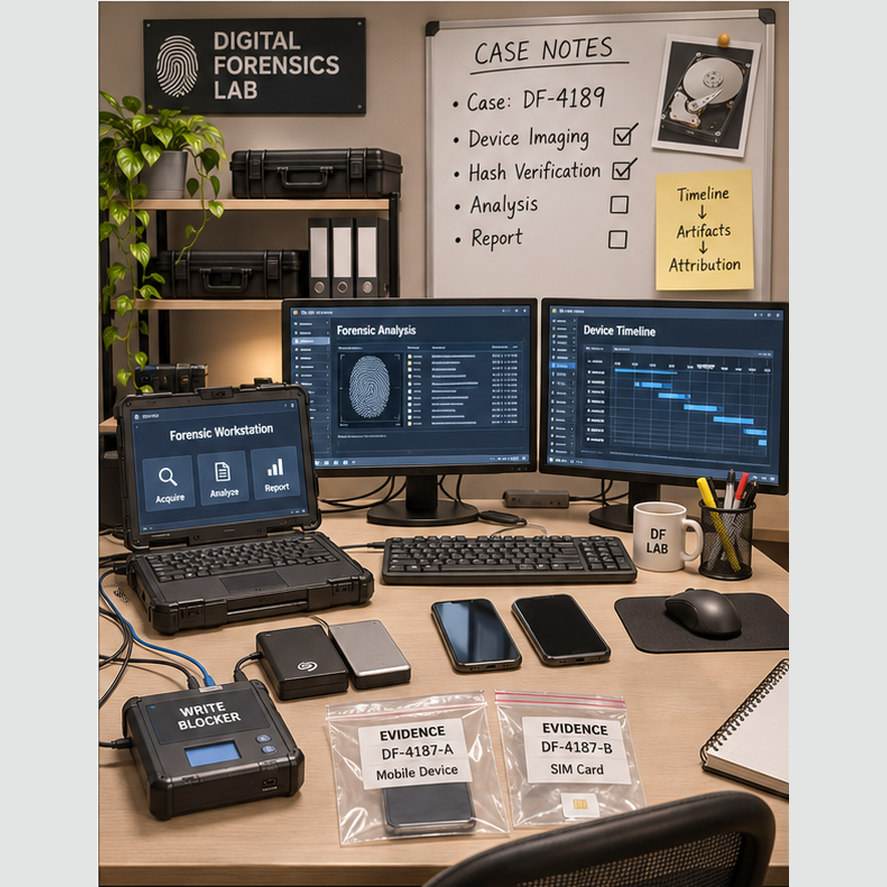 DIGITAL
FORENSICS
LAB
CASE NOTES
• Case: DF-4189
• Device Imaging
• Hash Verification
• Analysis
• Report
Timeline
↓
Artifacts
↓
Attribution
Forensic Analysis
Device Timeline
Forensic Workstation
Acquire
Analyze
Report
DF
LAB
WRITE
BLOCKER
EVIDENCE
DF-4187-A
Mobile Device
EVIDENCE
DF-4187-B
SIM Card